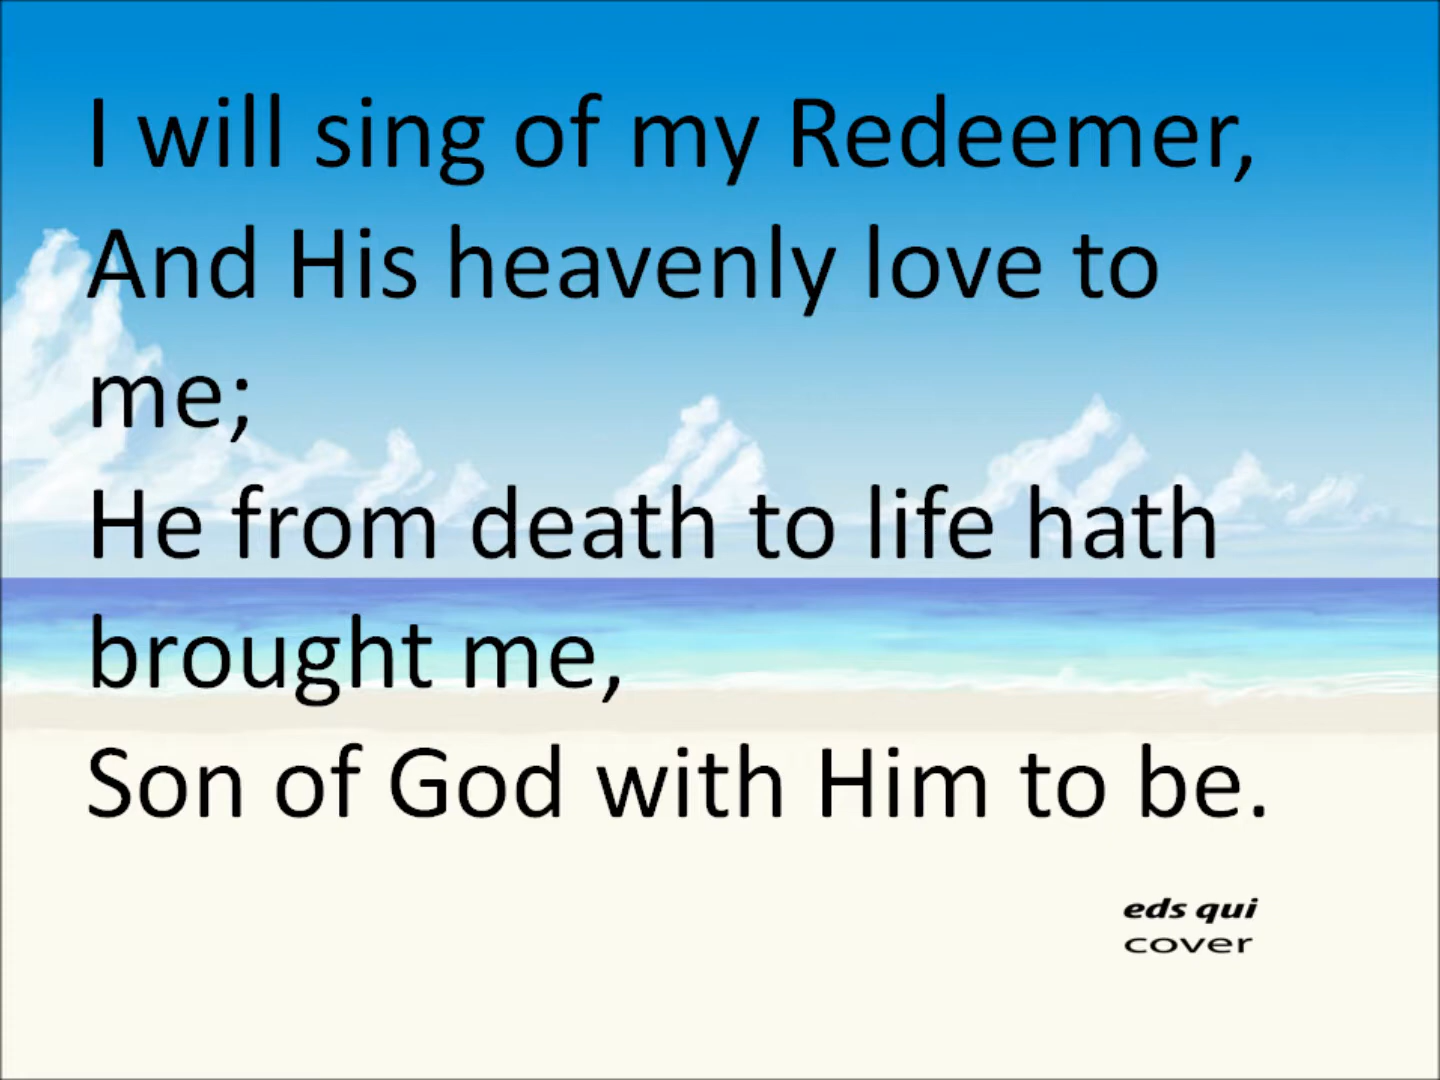 I will sing of my Redeemer,
And His heavenly love to
me;
He from death to life hath
brought me,
Son of God with Him to be.
eds qui
cover